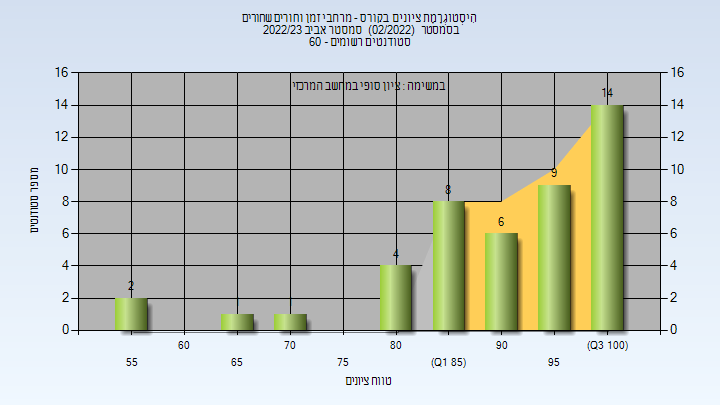 היסטוגרמת ציונים בקורס - מרחבי זמן וחורים שחורים
בסמסטר (02/2022) סמסטר אביב 2022/23
סטודנטים רשומים - 60
במשימה : ציון סופי במחשב המרכזי
16 16
14 14
12 12
10 10
8 8
6 6
4 4
2 2
0 0
2 4 8 6 9 14
מספר סטודנטים
60 70 80 90 (Q3 100)
55 65 75 (Q1 85) 95
טווח ציונים